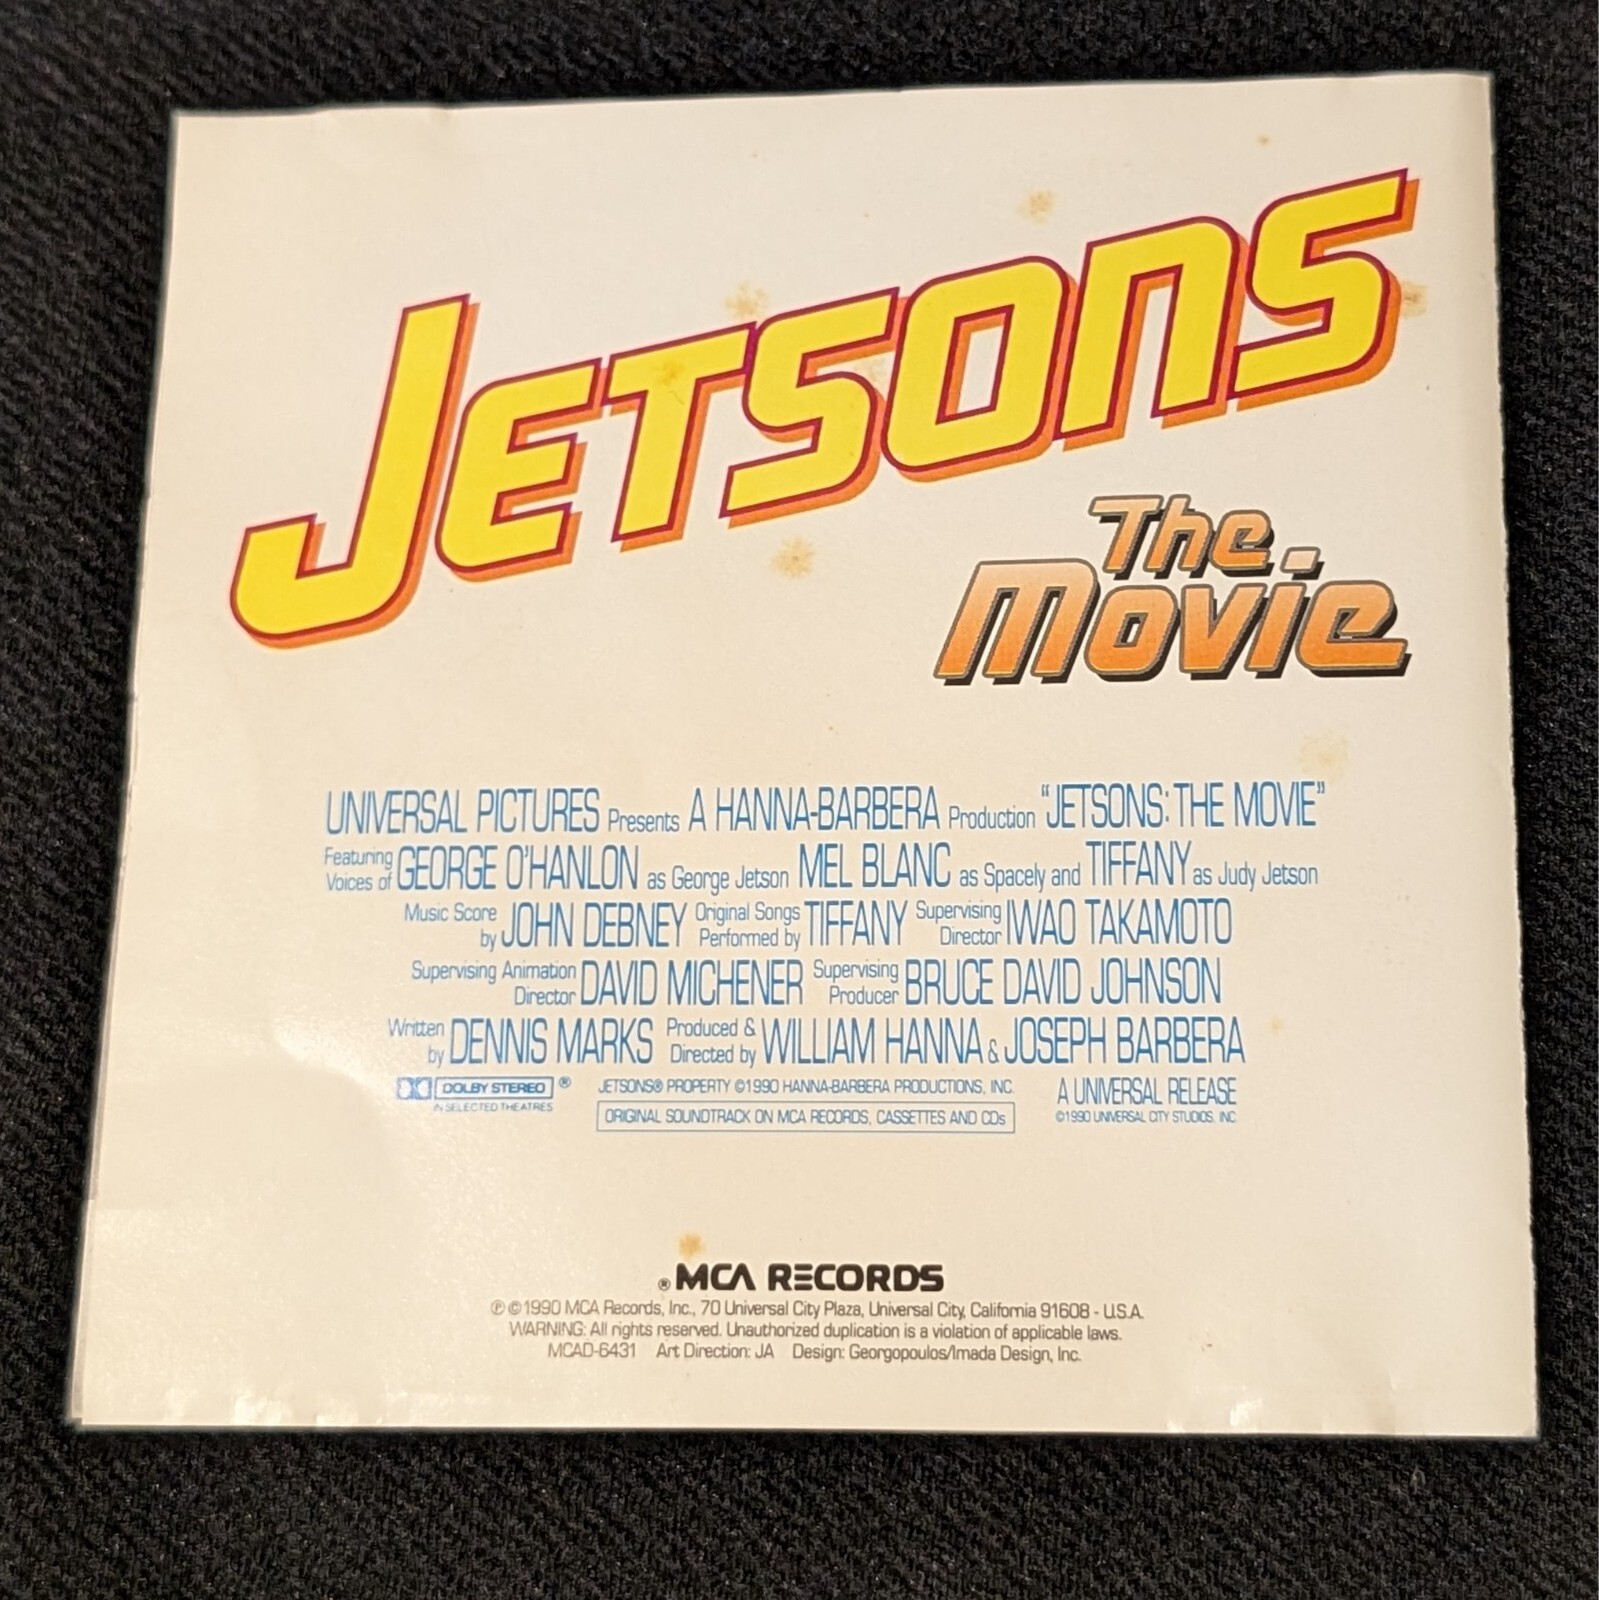 JETSONS
The
Movie
UNIVERSAL PICTURES Presents A HANNA-BARBERA Production "JETSONS: THE MOVIE"
Featuring Voices of GEORGE O'HANLON as George Jetson MEL BLANC as Spacely and TIFFANY as Judy Jetson
Music Score by JOHN DEBNEY Original Songs Performed by TIFFANY Supervising Director IWAO TAKAMOTO
Supervising Animation Director DAVID MICHENER Supervising Producer BRUCE DAVID JOHNSON
Written by DENNIS MARKS Produced & Directed by WILLIAM HANNA & JOSEPH BARBERA
DOLBY STEREO ®
IN SELECTED THEATRES
JETSONS® PROPERTY ©1990 HANNA-BARBERA PRODUCTIONS, INC.
ORIGINAL SOUNDTRACK ON MCA RECORDS, CASSETTES AND CDs
A UNIVERSAL RELEASE
©1990 UNIVERSAL CITY STUDIOS, INC.
® MCA RECORDS
℗ © 1990 MCA Records, Inc., 70 Universal City Plaza, Universal City, California 91608 - U.S.A.
WARNING: All rights reserved. Unauthorized duplication is a violation of applicable laws.
MCAD-6431 Art Direction: JA Design: Georgopoulos/Imada Design, Inc.